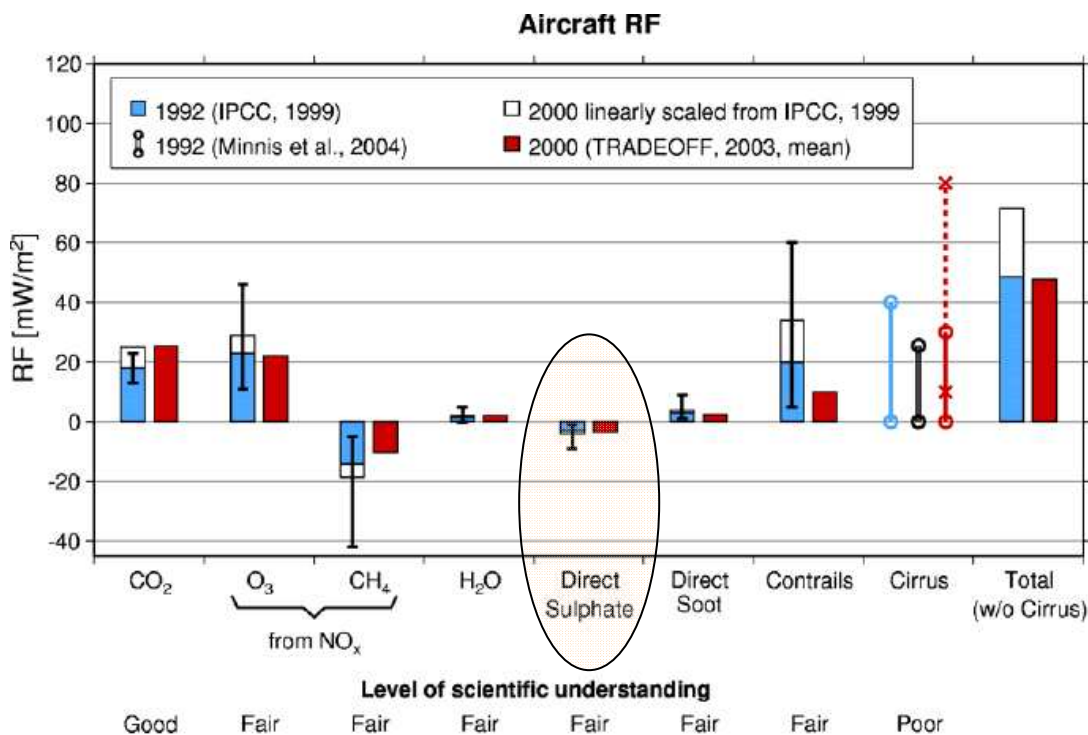 Aircraft RF
120
100
80
60
40
20
0
-20
-40
RF [mW/m²]
1992 (IPCC, 1999)
2000 linearly scaled from IPCC, 1999
1992 (Minnis et al., 2004)
2000 (TRADEOFF, 2003, mean)
CO₂ O₃ CH₄ H₂O Direct Direct Contrails Cirrus Total
Sulphate Soot (w/o Cirrus)
from NOₓ
Level of scientific understanding
Good Fair Fair Fair Fair Fair Fair Poor